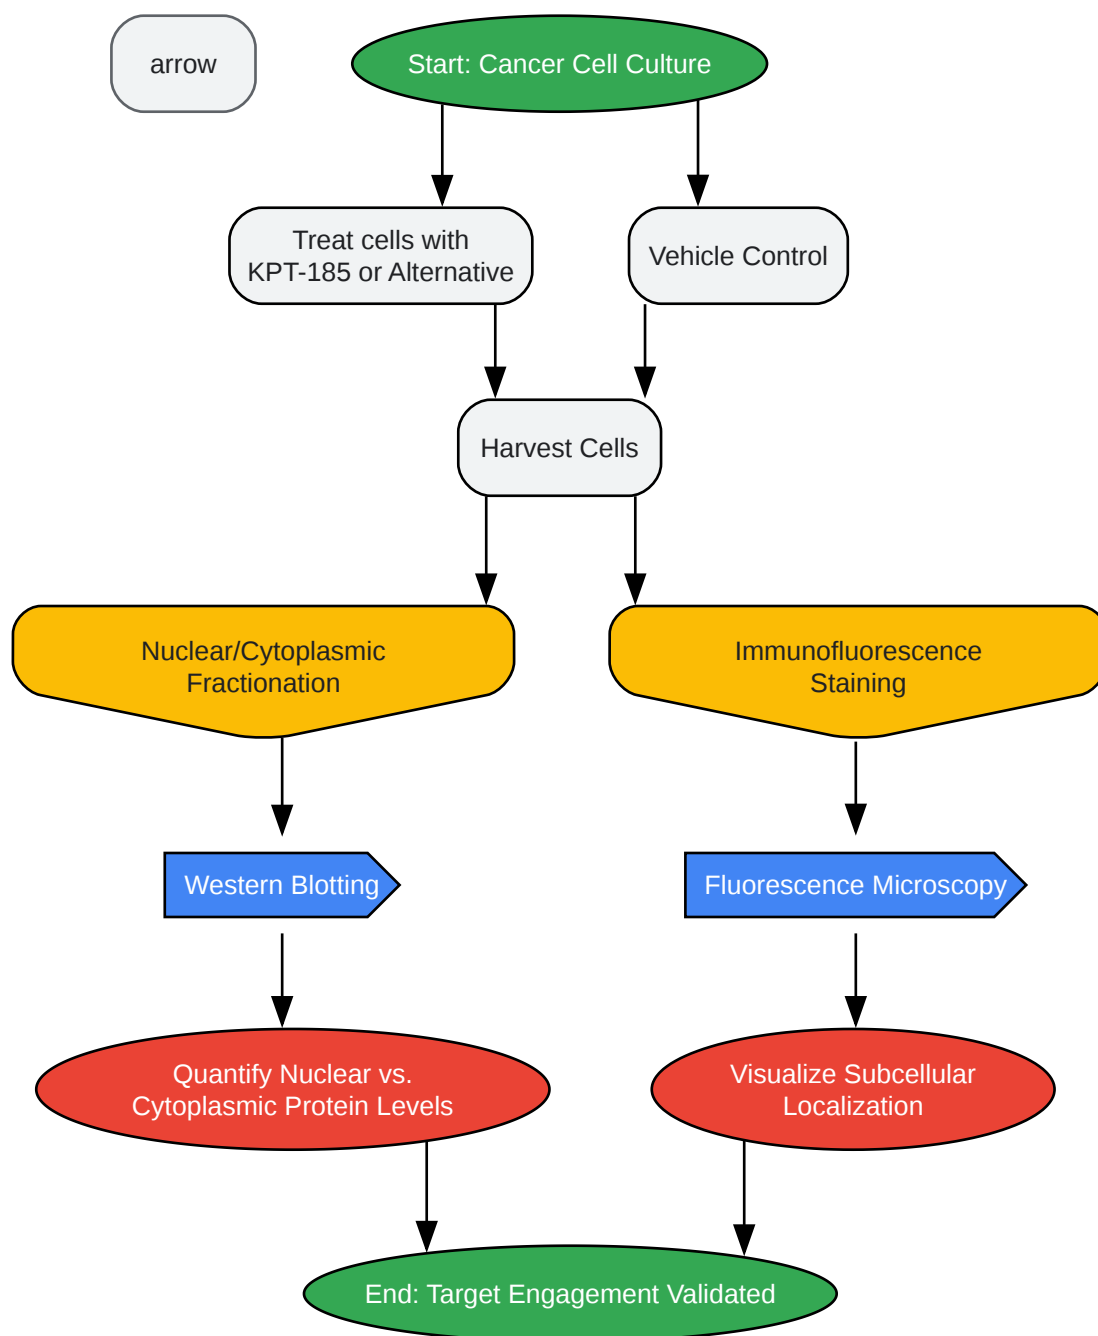 arrow
Start: Cancer Cell Culture
Treat cells with
KPT-185 or Alternative
Vehicle Control
Harvest Cells
Nuclear/Cytoplasmic
Fractionation
Immunofluorescence
Staining
Western Blotting
Fluorescence Microscopy
Quantify Nuclear vs.
Cytoplasmic Protein Levels
Visualize Subcellular
Localization
End: Target Engagement Validated